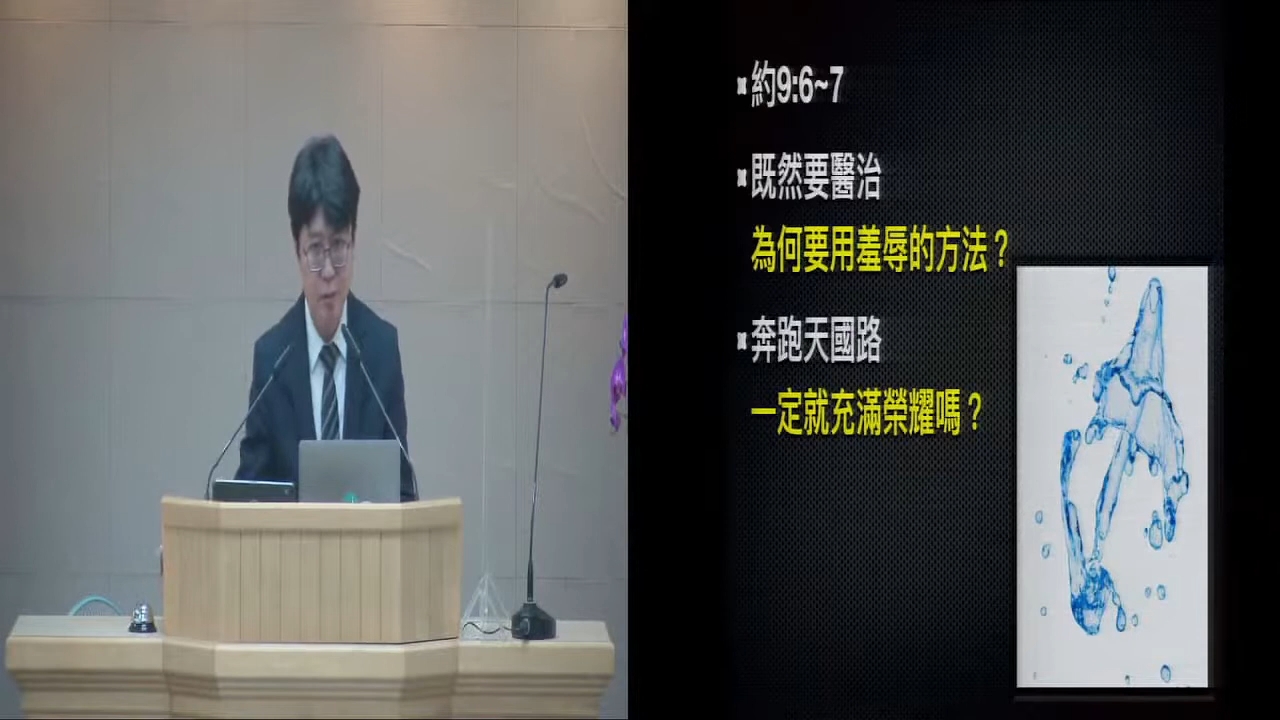 約9:6~7
既然要醫治
為何要用羞辱的方法？
奔跑天國路
一定就充滿榮耀嗎？